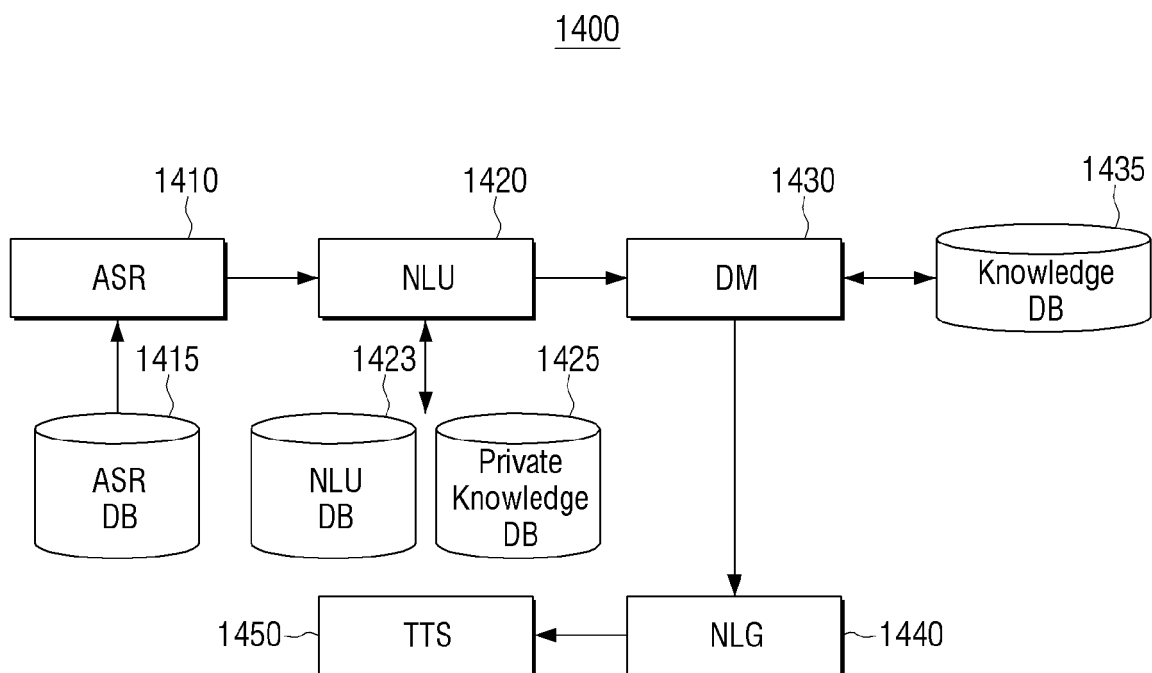 1400
1410
1420
1430
1435
ASR
NLU
DM
Knowledge
DB
1415
1423
1425
ASR
DB
NLU
DB
Private
Knowledge
DB
1450
TTS
NLG
1440